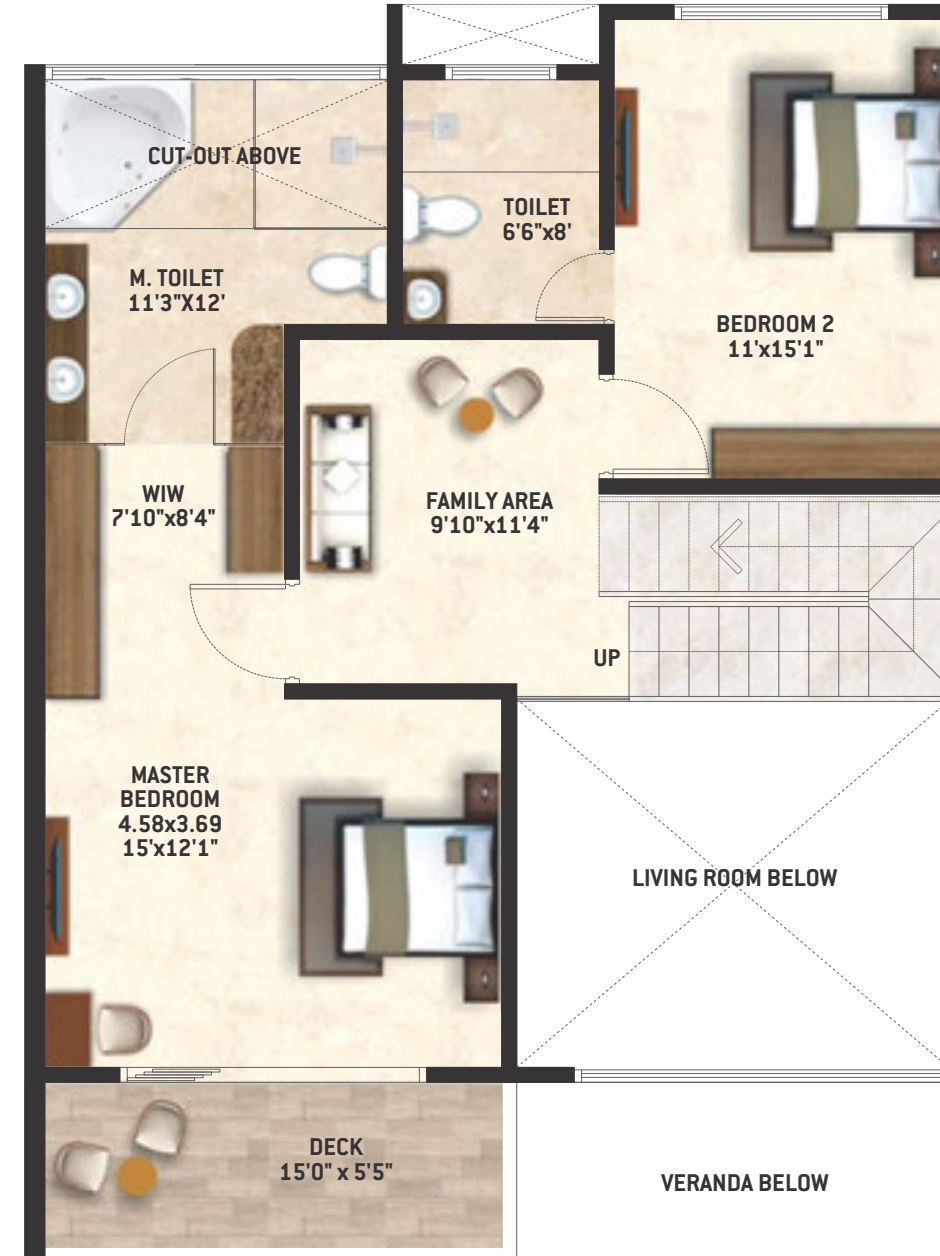 CUT-OUT ABOVE
TOILET
6'6"x8'
M. TOILET
11'3"X12'
BEDROOM 2
11'x15'1"
WIW
7'10"x8'4"
FAMILY AREA
9'10"x11'4"
UP
MASTER
BEDROOM
4.58x3.69
15'x12'1"
LIVING ROOM BELOW
DECK
15'0" x 5'5"
VERANDA BELOW